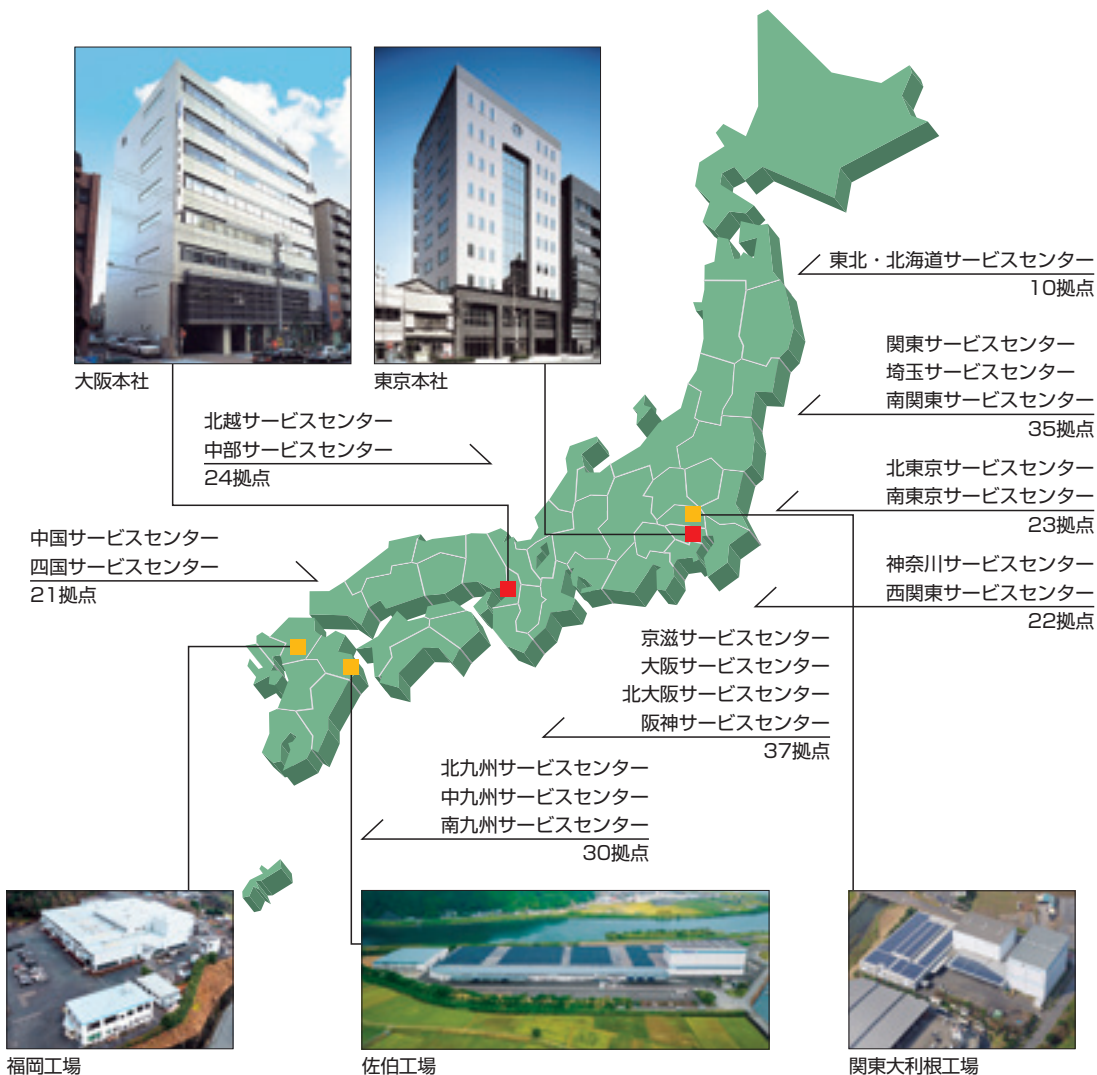 大阪本社
東京本社
東北・北海道サービスセンター
10拠点
関東サービスセンター
埼玉サービスセンター
南関東サービスセンター
35拠点
北越サービスセンター
中部サービスセンター
24拠点
北東京サービスセンター
南東京サービスセンター
23拠点
中国サービスセンター
四国サービスセンター
21拠点
神奈川サービスセンター
西関東サービスセンター
22拠点
京滋サービスセンター
大阪サービスセンター
北大阪サービスセンター
阪神サービスセンター
37拠点
北九州サービスセンター
中九州サービスセンター
南九州サービスセンター
30拠点
福岡工場
佐伯工場
関東大利根工場